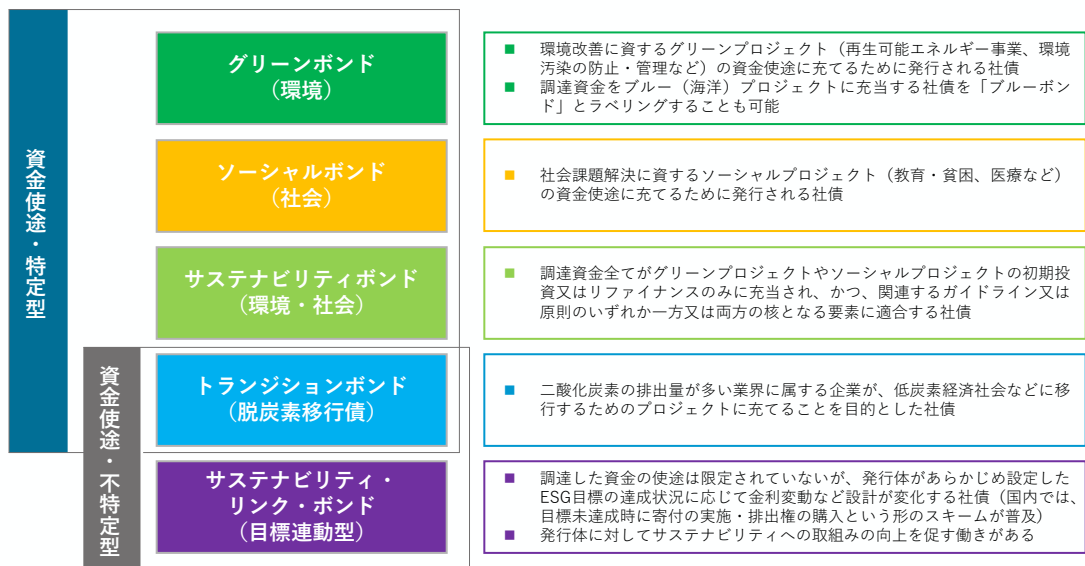 資金使途・特定型
グリーンボンド
（環境）
■ 環境改善に資するグリーンプロジェクト（再生可能エネルギー事業、環境
汚染の防止・管理など）の資金使途に充てるために発行される社債
■ 調達資金をブルー（海洋）プロジェクトに充当する社債を「ブルーボン
ド」とラベリングすることも可能
ソーシャルボンド
（社会）
■ 社会課題解決に資するソーシャルプロジェクト（教育・貧困、医療など）
の資金使途に充てるために発行される社債
サステナビリティボンド
（環境・社会）
■ 調達資金全てがグリーンプロジェクトやソーシャルプロジェクトの初期投
資又はリファイナンスのみに充当され、かつ、関連するガイドライン又は
原則のいずれか一方又は両方の核となる要素に適合する社債
資金使途・不特定型
トランジションボンド
（脱炭素移行債）
■ 二酸化炭素の排出量が多い業界に属する企業が、低炭素経済社会などに移
行するためのプロジェクトに充てることを目的とした社債
サステナビリティ・
リンク・ボンド
（目標連動型）
■ 調達した資金の使途は限定されていないが、発行体があらかじめ設定した
ESG目標の達成状況に応じて金利変動など設計が変化する社債（国内では、
目標未達成時に寄付の実施・排出権の購入という形のスキームが普及）
■ 発行体に対してサステナビリティへの取組みの向上を促す働きがある